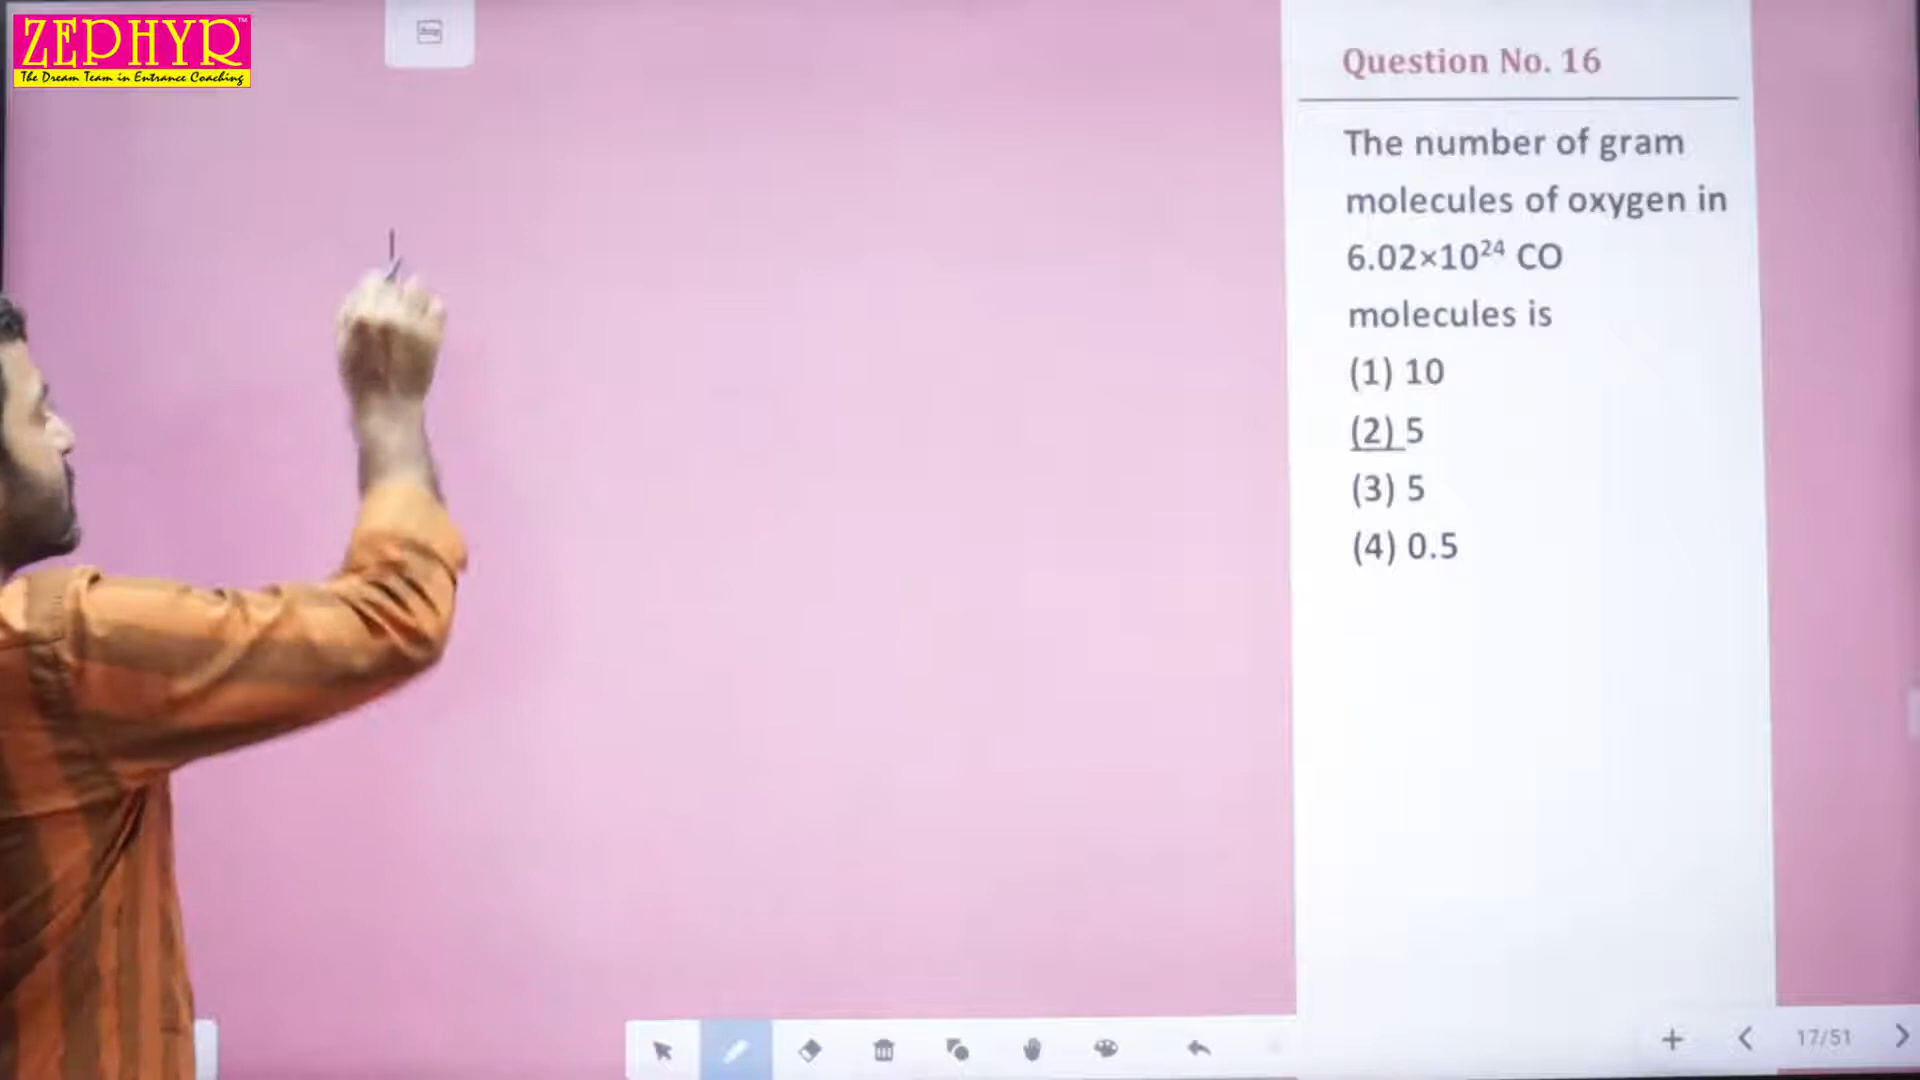 ZEPHYR™
The Dream Team in Entrance Coaching
Question No. 16
The number of gram
molecules of oxygen in
6.02×10²⁴ CO
molecules is
(1) 10
(2) 5
(3) 5
(4) 0.5
17/51